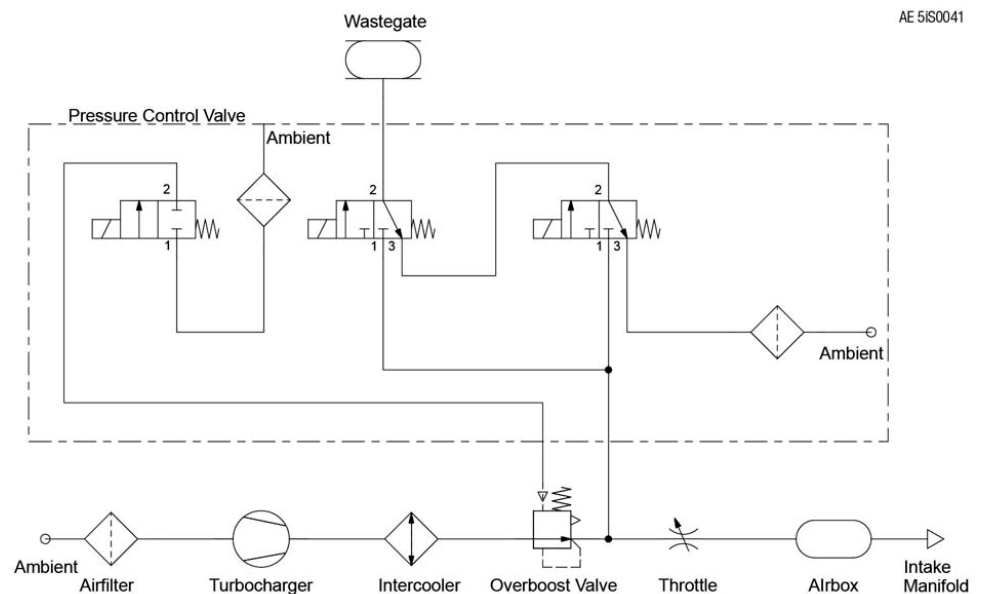 Wastegate
AE 5iS0041
Pressure Control Valve
Ambient
2
2
2
1
1 3
1 3
Ambient
Ambient
Airfilter
Turbocharger
Intercooler
Overboost Valve
Throttle
AIrbox
Intake
Manifold